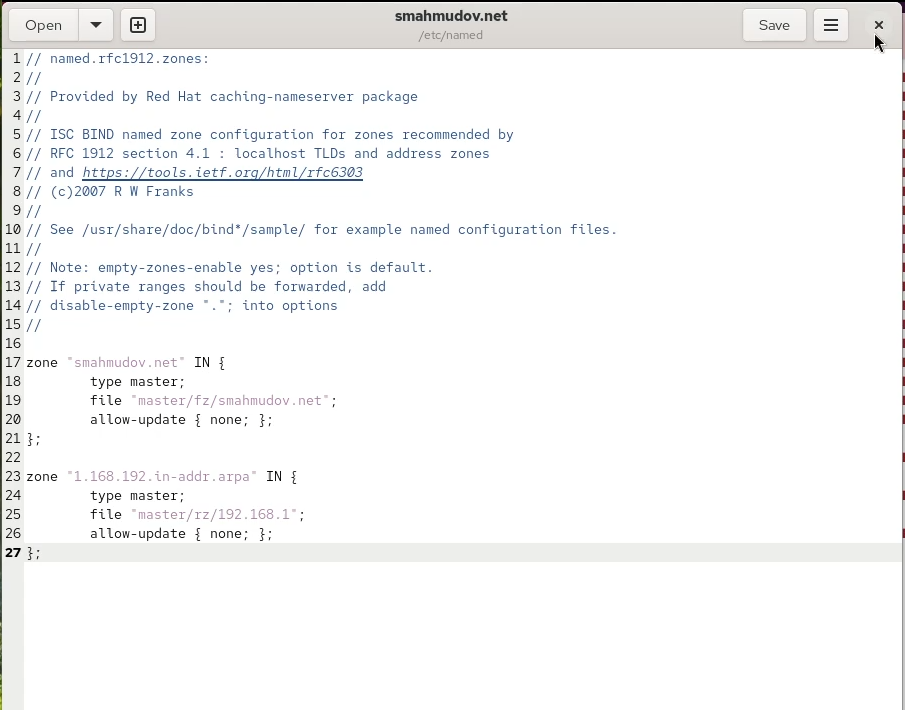 Open
smahmudov.net
/etc/named
Save
1 // named.rfc1912.zones:
2 //
3 // Provided by Red Hat caching-nameserver package
4 //
5 // ISC BIND named zone configuration for zones recommended by
6 // RFC 1912 section 4.1 : localhost TLDs and address zones
7 // and https://tools.ietf.org/html/rfc6303
8 // (c)2007 R W Franks
9 //
10 // See /usr/share/doc/bind*/sample/ for example named configuration files.
11 //
12 // Note: empty-zones-enable yes; option is default.
13 // If private ranges should be forwarded, add
14 // disable-empty-zone "."; into options
15 //
16
17 zone "smahmudov.net" IN {
18         type master;
19         file "master/fz/smahmudov.net";
20         allow-update { none; };
21 };
22
23 zone "1.168.192.in-addr.arpa" IN {
24         type master;
25         file "master/rz/192.168.1";
26         allow-update { none; };
27 };